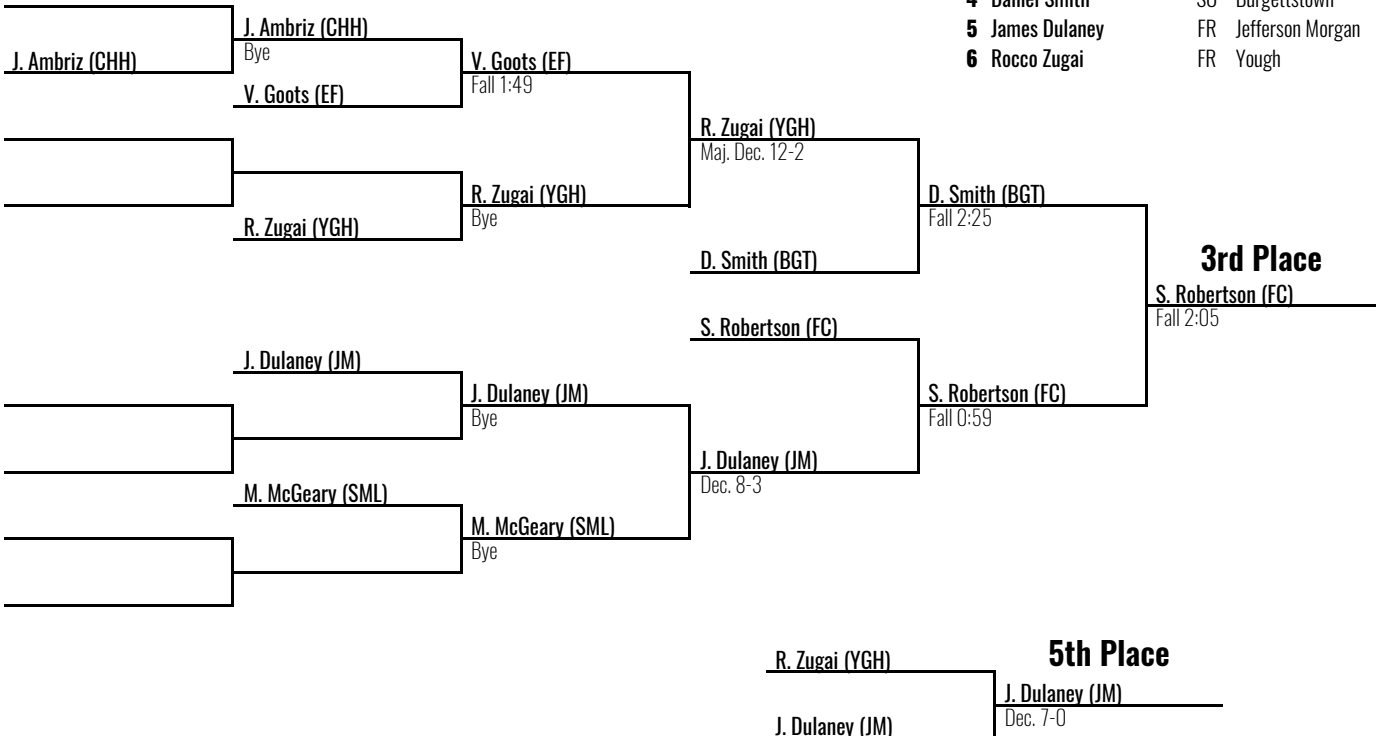 4 Daniel Smith SO Burgettstown
5 James Dulaney FR Jefferson Morgan
6 Rocco Zugai FR Yough
J. Ambriz (CHH)
J. Ambriz (CHH)
Bye
V. Goots (EF)
V. Goots (EF)
Fall 1:49
R. Zugai (YGH)
Maj. Dec. 12-2
R. Zugai (YGH)
Bye
R. Zugai (YGH)
D. Smith (BGT)
Fall 2:25
D. Smith (BGT)
3rd Place
S. Robertson (FC)
Fall 2:05
S. Robertson (FC)
J. Dulaney (JM)
J. Dulaney (JM)
Bye
S. Robertson (FC)
Fall 0:59
J. Dulaney (JM)
Dec. 8-3
M. McGeary (SML)
M. McGeary (SML)
Bye
5th Place
R. Zugai (YGH)
J. Dulaney (JM)
Dec. 7-0
J. Dulaney (JM)